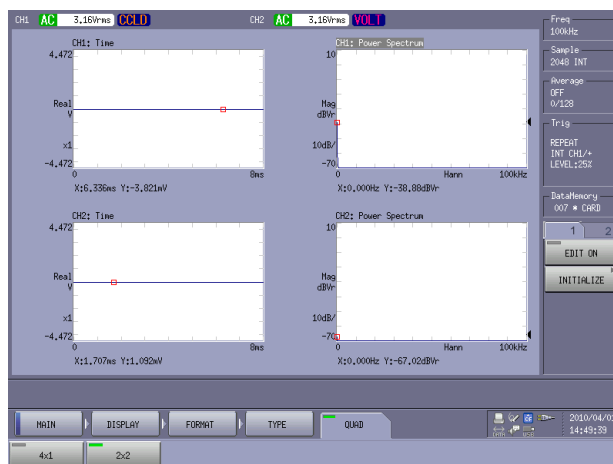 CH1 AC 3.16Vrms CCLD CH2 AC 3.16Vrms VOLT
Freq
100kHz
Sample
2048 INT
Average
OFF
0/128
Trig
REPEAT
INT CH1/+
LEVEL:25%
DataMemory
007 * CARD
1 2
EDIT ON
INITIALIZE
CH1: Time
4.472
Real
V
x1
-4.472
0 8ms
X:6.336ms Y:-3.821mV
CH1: Power Spectrum
10
Mag
dBVr
10dB/
-70
0 Hann 100kHz
X:0.000Hz Y:-38.88dBVr
CH2: Time
4.472
Real
V
x1
-4.472
0 8ms
X:1.707ms Y:1.092mV
CH2: Power Spectrum
10
Mag
dBVr
10dB/
-70
0 Hann 100kHz
X:0.000Hz Y:-67.02dBVr
MAIN DISPLAY FORMAT TYPE QUAD
2010/04/0
14:49:39
4x1 2x2